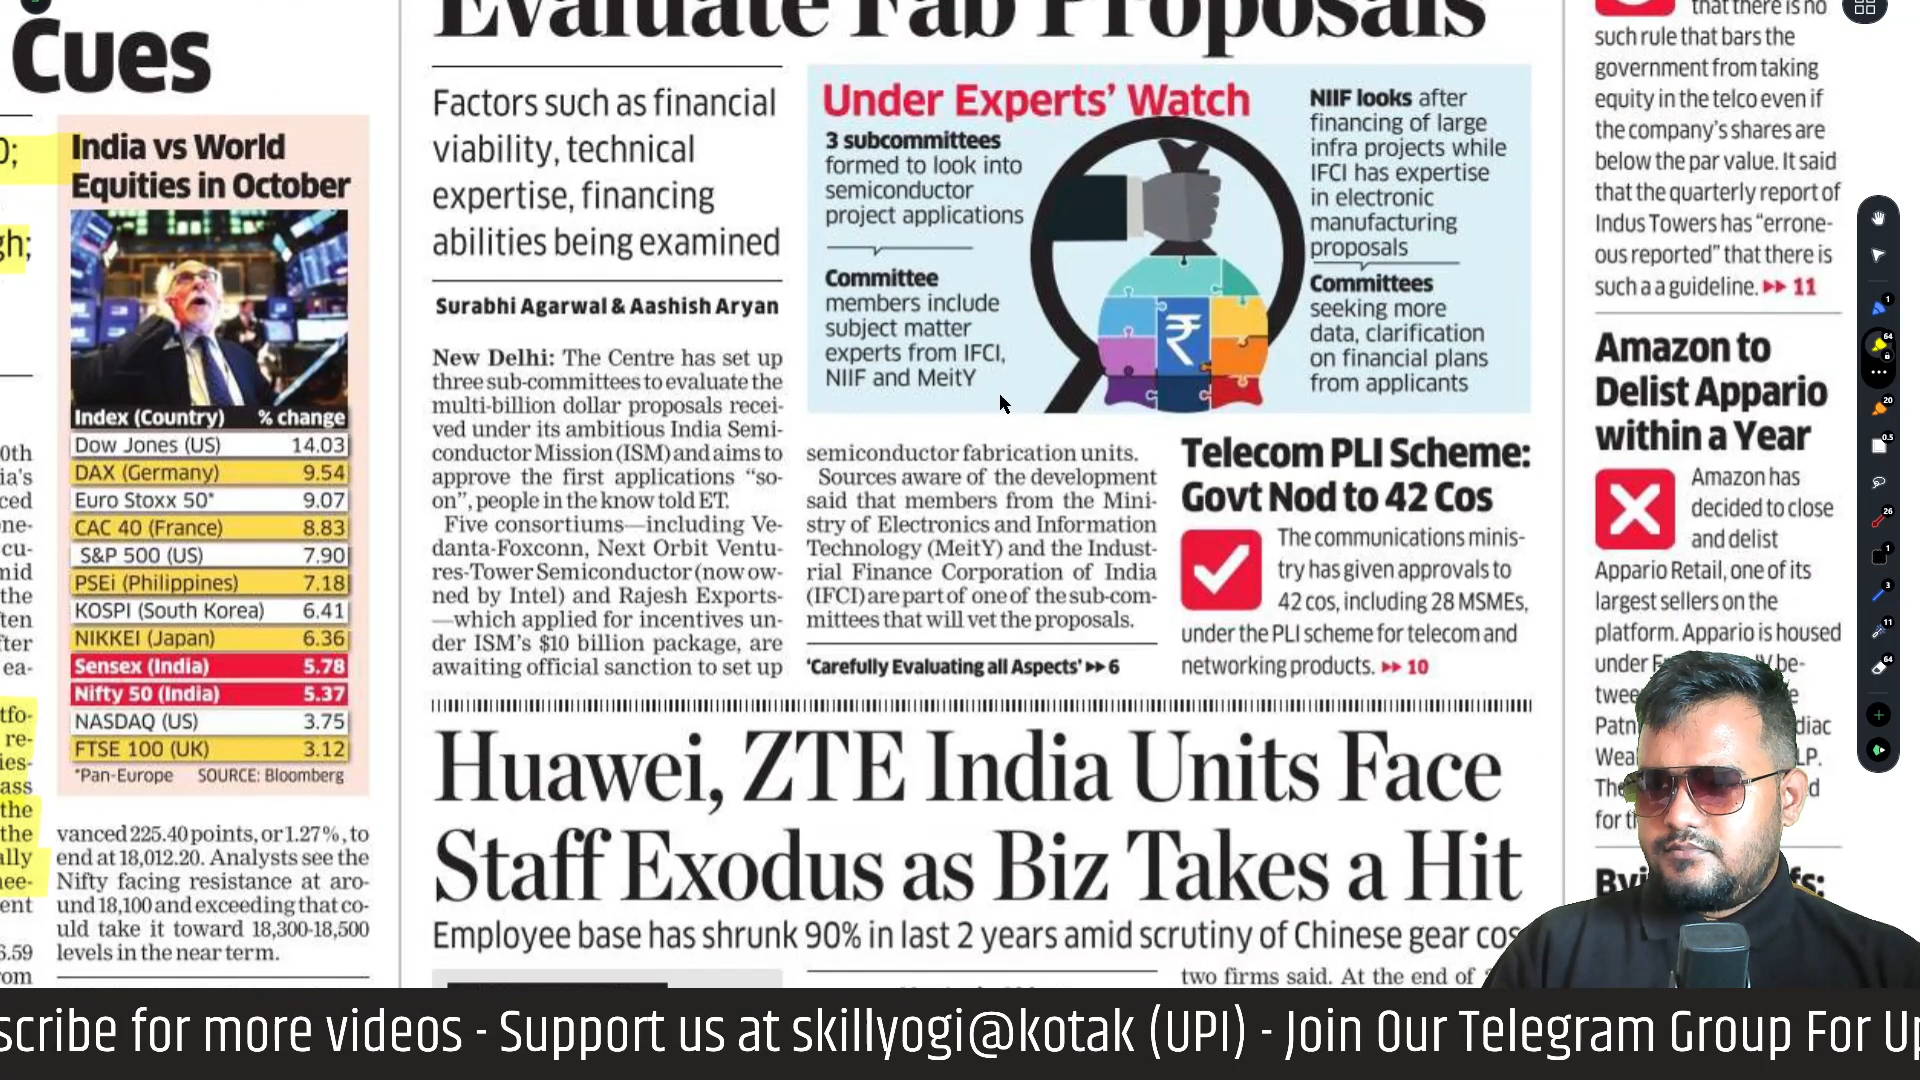 Cues
0;
gh;
India vs World
Equities in October
Index (Country) % change
Dow Jones (US) 14.03
DAX (Germany) 9.54
Euro Stoxx 50* 9.07
CAC 40 (France) 8.83
S&P 500 (US) 7.90
PSEi (Philippines) 7.18
KOSPI (South Korea) 6.41
NIKKEI (Japan) 6.36
Sensex (India) 5.78
Nifty 50 (India) 5.37
NASDAQ (US) 3.75
FTSE 100 (UK) 3.12
*Pan-Europe SOURCE: Bloomberg
vanced 225.40 points, or 1.27%, to
end at 18,012.20. Analysts see the
Nifty facing resistance at aro-
und 18,100 and exceeding that co-
uld take it toward 18,300-18,500
levels in the near term.
Evaluate Fab Proposals
Factors such as financial
viability, technical
expertise, financing
abilities being examined
Surabhi Agarwal & Aashish Aryan
New Delhi: The Centre has set up
three sub-committees to evaluate the
multi-billion dollar proposals recei-
ved under its ambitious India Semi-
conductor Mission (ISM) and aims to
approve the first applications “so-
on”, people in the know told ET.
Five consortiums—including Ve-
danta-Foxconn, Next Orbit Ventu-
res-Tower Semiconductor (now ow-
ned by Intel) and Rajesh Exports-
—which applied for incentives un-
der ISM’s $10 billion package, are
awaiting official sanction to set up
Under Experts’ Watch
3 subcommittees
formed to look into
semiconductor
project applications
Committee
members include
subject matter
experts from IFCI,
NIIF and MeitY
₹
NIIF looks after
financing of large
infra projects while
IFCI has expertise
in electronic
manufacturing
proposals
Committees
seeking more
data, clarification
on financial plans
from applicants
semiconductor fabrication units.
Sources aware of the development
said that members from the Mini-
stry of Electronics and Information
Technology (MeitY) and the Indust-
rial Finance Corporation of India
(IFCI) are part of one of the sub-com-
mittees that will vet the proposals.
‘Carefully Evaluating all Aspects’ ▸▸ 6
Telecom PLI Scheme:
Govt Nod to 42 Cos
The communications minis-
try has given approvals to
42 cos, including 28 MSMEs,
under the PLI scheme for telecom and
networking products. ▸▸ 10
Huawei, ZTE India Units Face
Staff Exodus as Biz Takes a Hit
Employee base has shrunk 90% in last 2 years amid scrutiny of Chinese gear cos
two firms said. At the end of
that there is no
such rule that bars the
government from taking
equity in the telco even if
the company’s shares are
below the par value. It said
that the quarterly report of
Indus Towers has “errone-
ous reported” that there is
such a a guideline. ▸▸ 11
Amazon to
Delist Appario
within a Year
Amazon has
decided to close
and delist
Appario Retail, one of its
largest sellers on the
platform. Appario is housed
under
scribe for more videos - Support us at skillyogi@kotak (UPI) - Join Our Telegram Group For Up